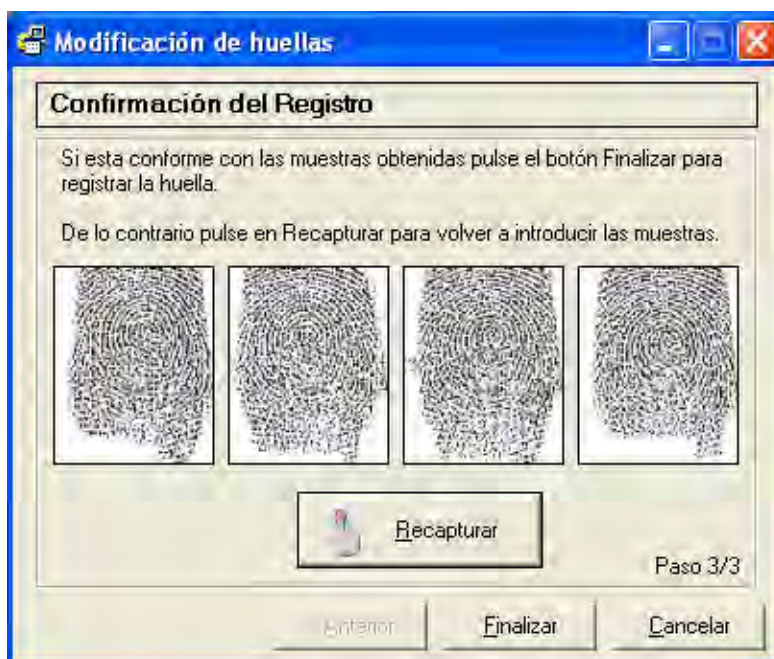 Modificación de huellas
Confirmación del Registro
Si esta conforme con las muestras obtenidas pulse el botón Finalizar para
registrar la huella.
De lo contrario pulse en Recapturar para volver a introducir las muestras.
Recapturar
Paso 3/3
Anterior Finalizar Cancelar